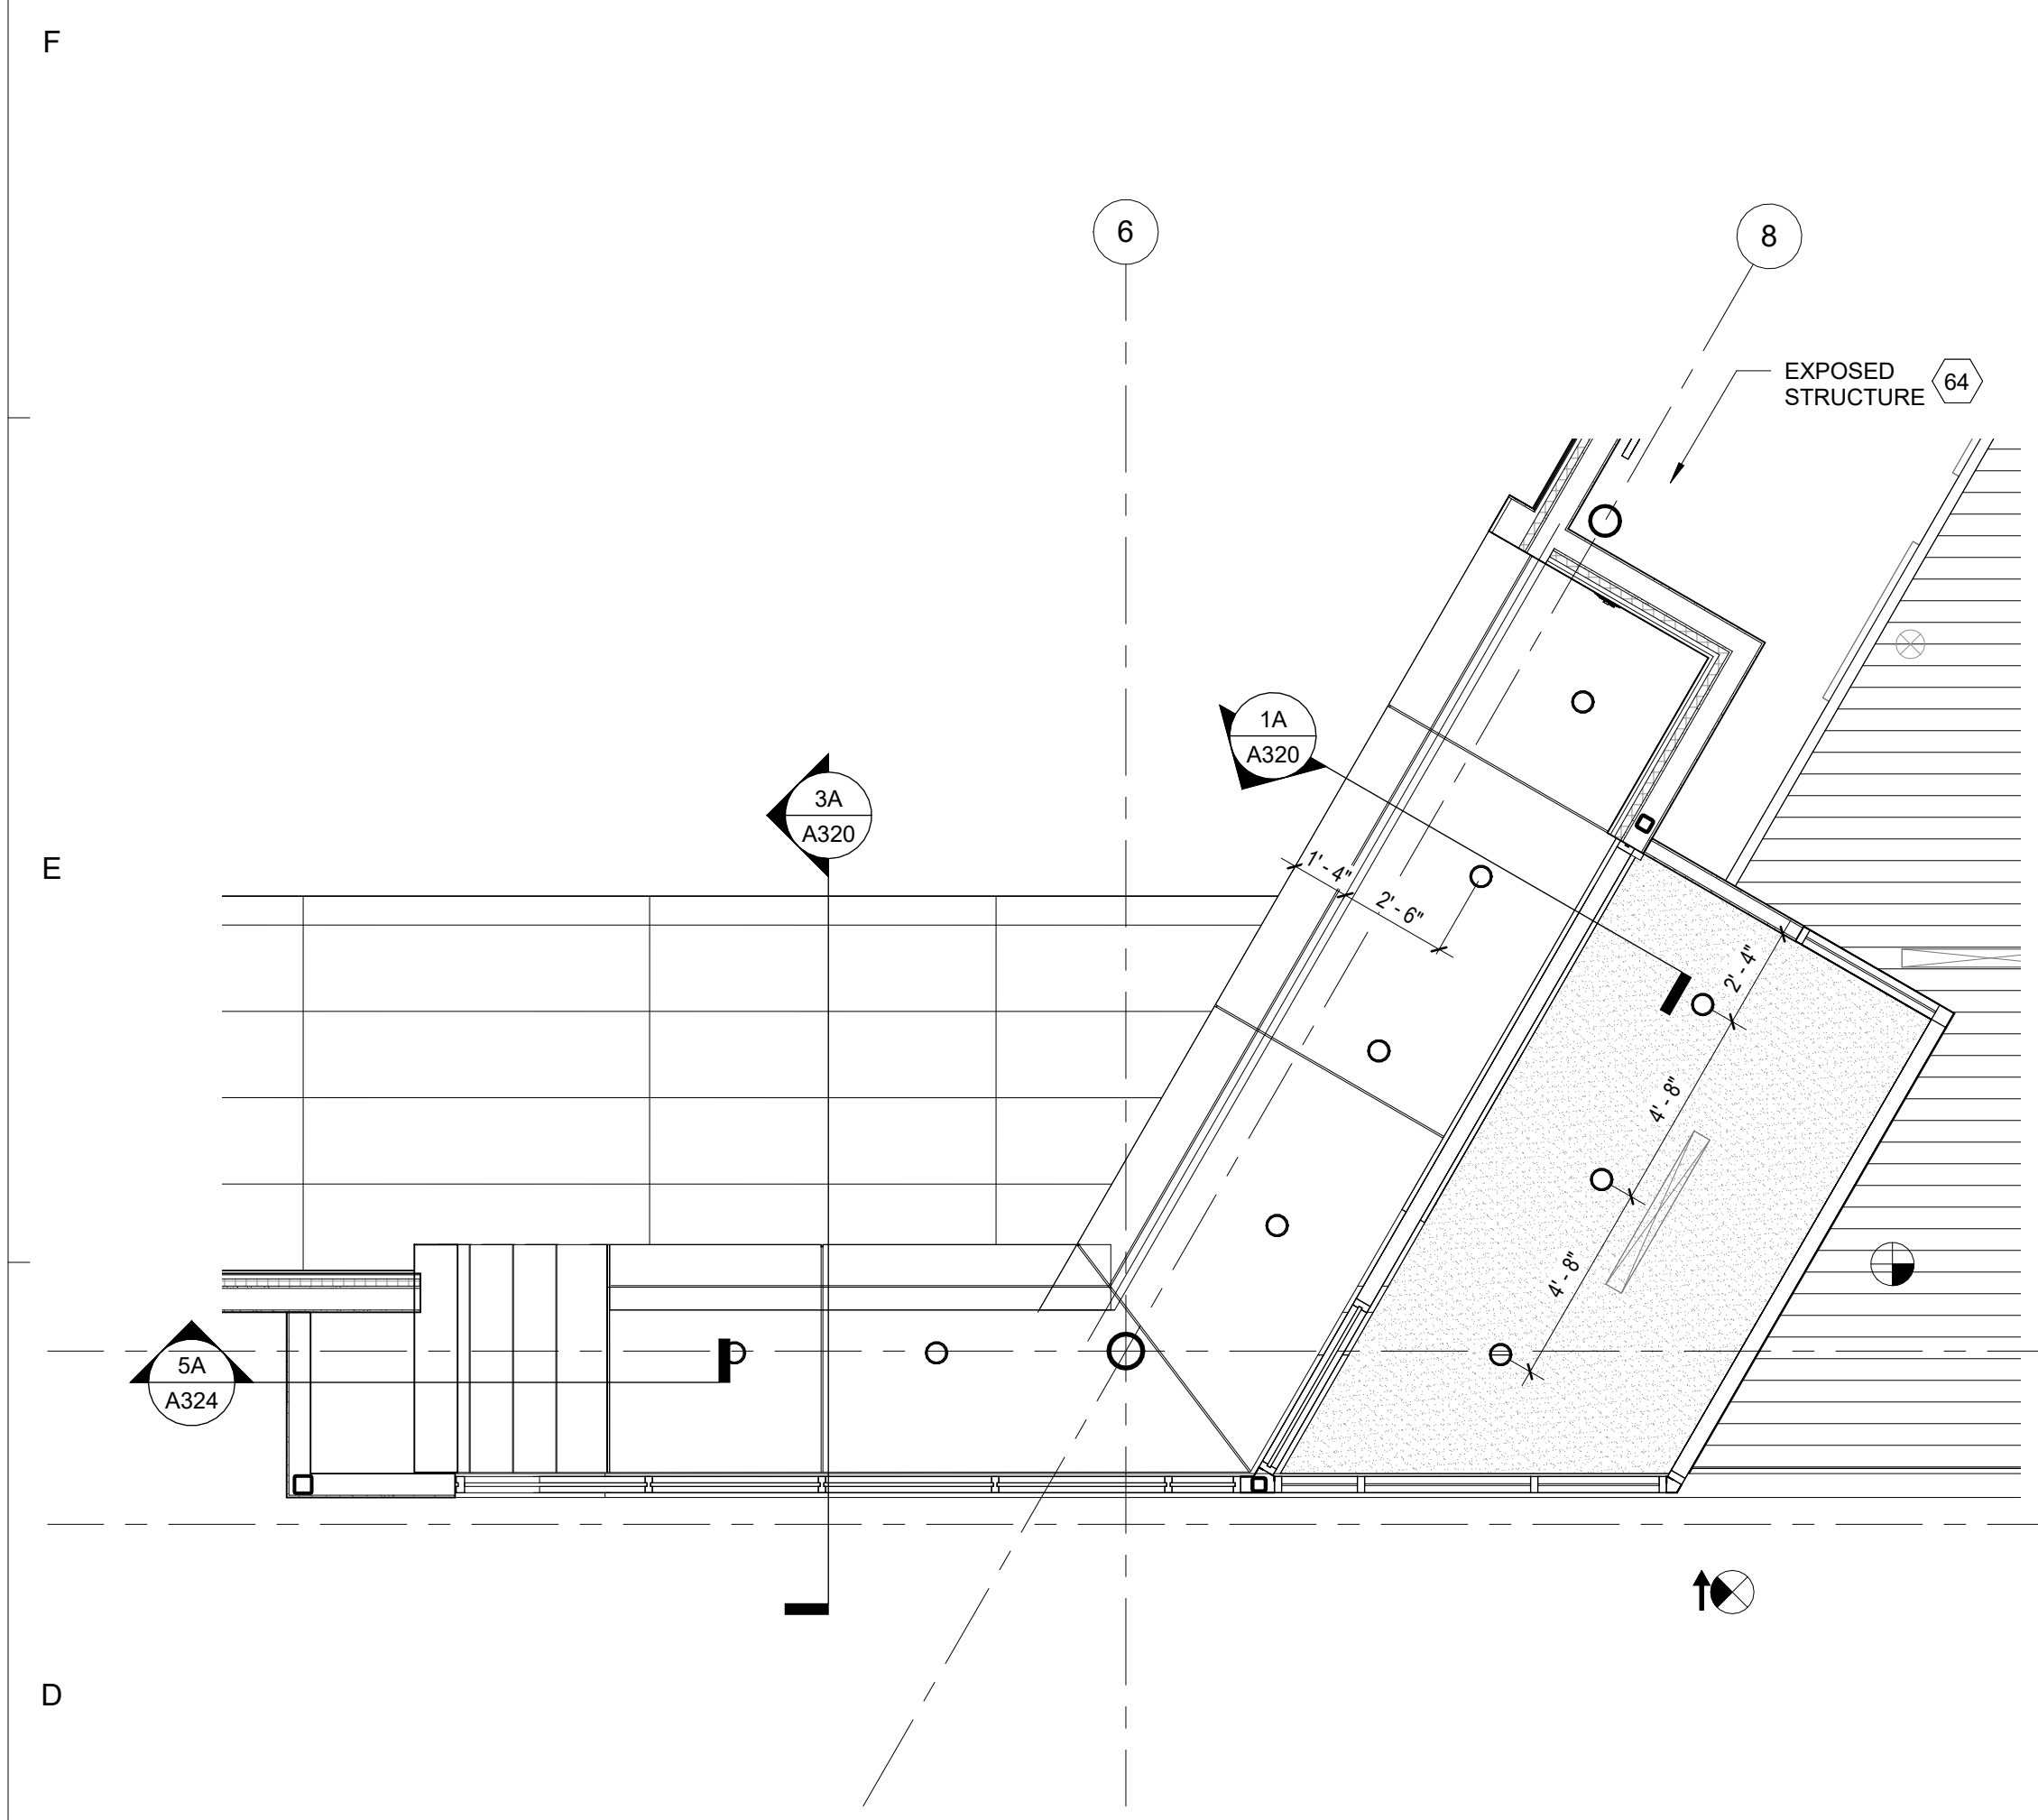 F
6
8
EXPOSED
STRUCTURE
64
1A
A320
3A
A320
E
1' - 4"
2' - 6"
2' - 4"
4' - 8"
4' - 8"
5A
A324
D